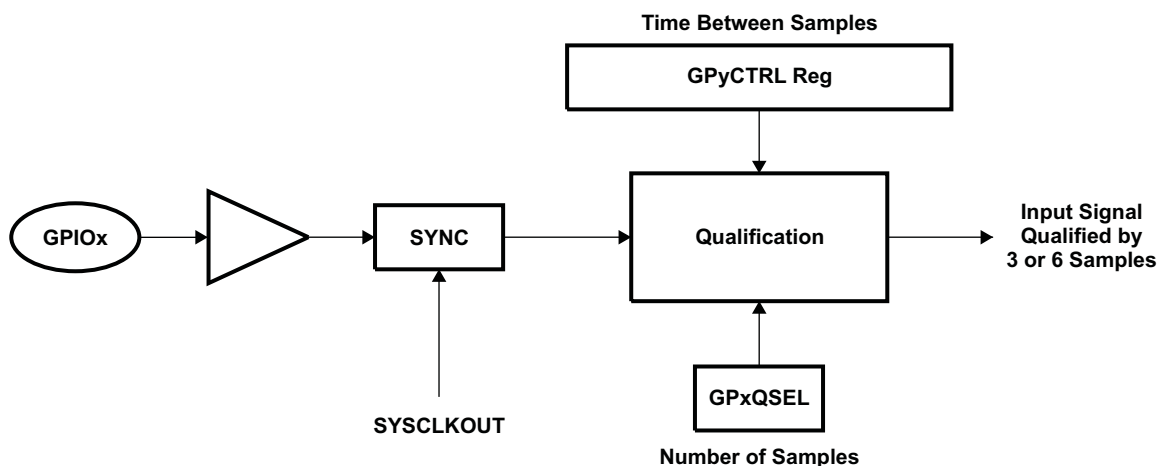 Time Between Samples
GPyCTRL Reg
GPIOx
SYNC
Qualification
Input Signal
Qualified by
3 or 6 Samples
GPxQSEL
SYSCLKOUT
Number of Samples